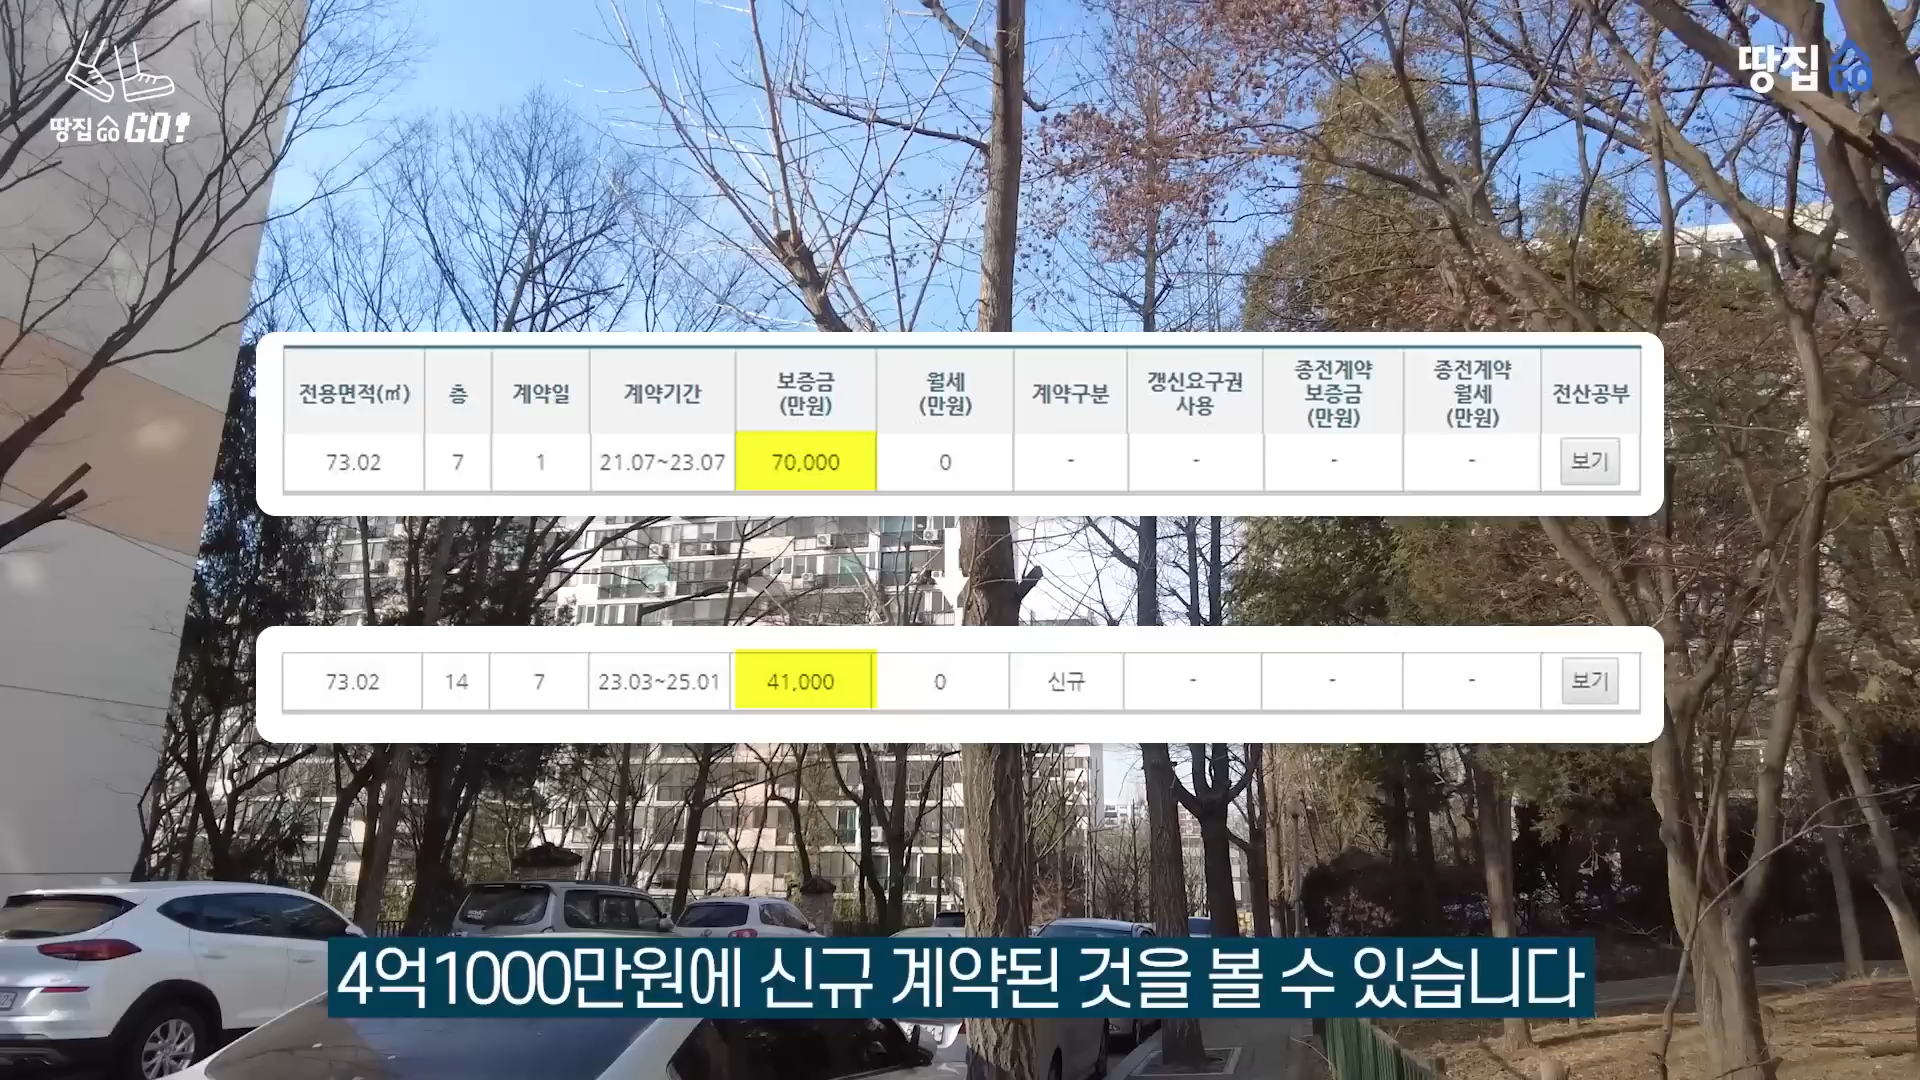 땅집GO GO!
땅집GO
전용면적(㎡) 층 계약일 계약기간 보증금(만원) 월세(만원) 계약구분 갱신요구권 사용 종전계약 보증금(만원) 종전계약 월세(만원) 전산공부
73.02 7 1 21.07~23.07 70,000 0 - - - - 보기
73.02 14 7 23.03~25.01 41,000 0 신규 - - - 보기
4억1000만원에 신규 계약된 것을 볼 수 있습니다